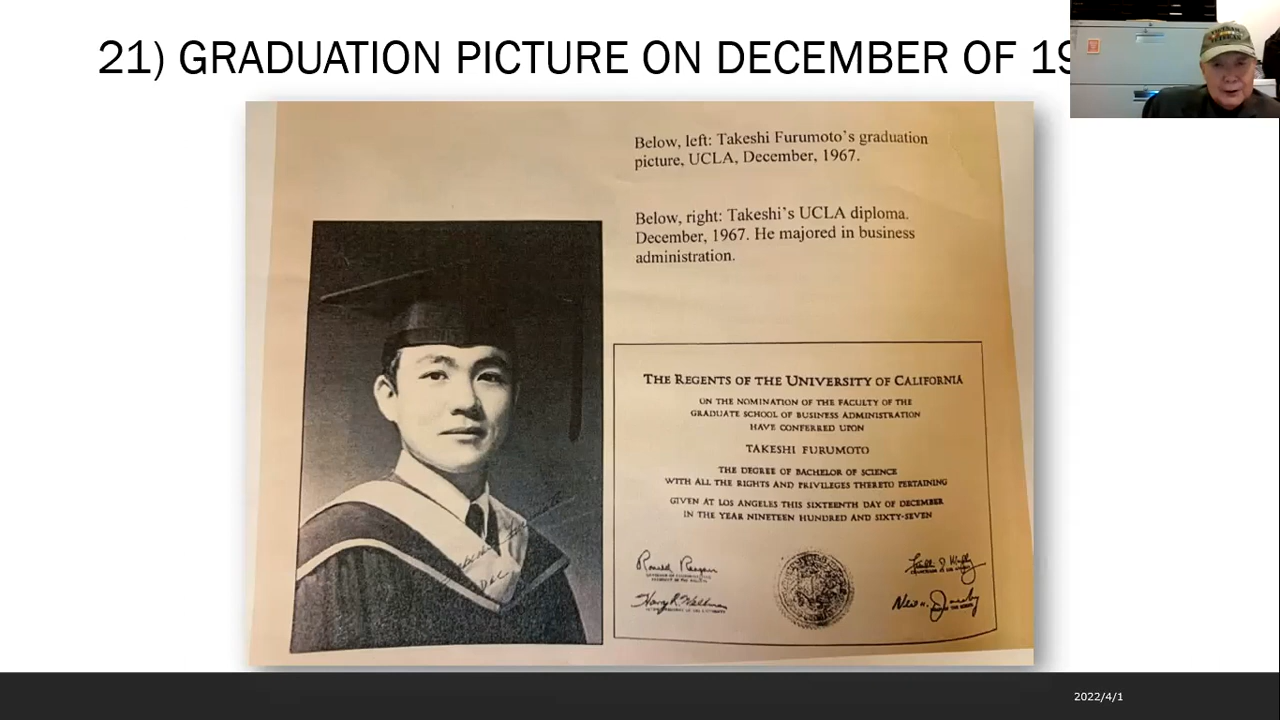 21) GRADUATION PICTURE ON DECEMBER OF 19
VIETNAM
VETERAN
Below, left: Takeshi Furumoto's graduation
picture, UCLA, December, 1967.
Below, right: Takeshi's UCLA diploma.
December, 1967. He majored in business
administration.
THE REGENTS OF THE UNIVERSITY OF CALIFORNIA
ON THE NOMINATION OF THE FACULTY OF THE
GRADUATE SCHOOL OF BUSINESS ADMINISTRATION
HAVE CONFERRED UPON
TAKESHI FURUMOTO
THE DEGREE OF BACHELOR OF SCIENCE
WITH ALL THE RIGHTS AND PRIVILEGES THERETO PERTAINING
GIVEN AT LOS ANGELES THIS SIXTEENTH DAY OF DECEMBER
IN THE YEAR NINETEEN HUNDRED AND SIXTY-SEVEN
Ronald Reagan
2022/4/1